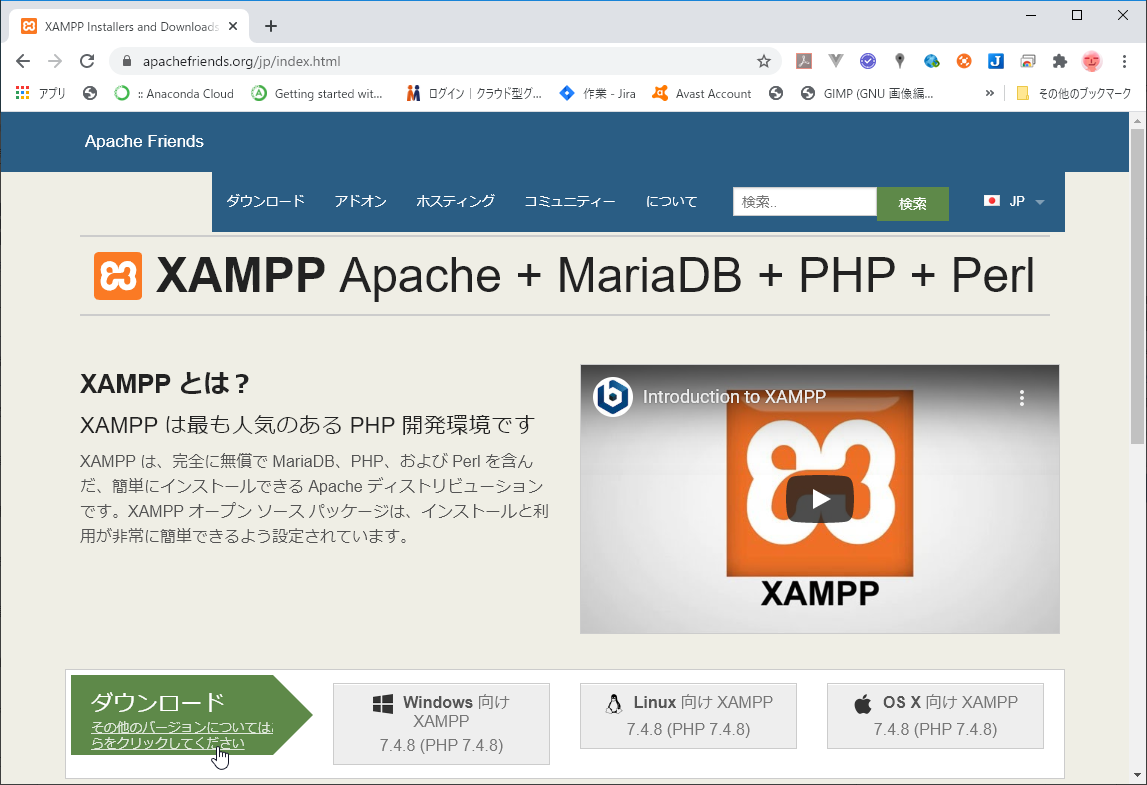 XAMPP Installers and Downloads
apachefriends.org/jp/index.html
アプリ
:: Anaconda Cloud
Getting started wit...
ログイン｜クラウド型グ...
作業 - Jira
Avast Account
GIMP (GNU 画像編...
»
その他のブックマーク
Apache Friends
ダウンロード アドオン ホスティング コミュニティー について 検索.. 検索 JP
XAMPP Apache + MariaDB + PHP + Perl
XAMPP とは？
XAMPP は最も人気のある PHP 開発環境です
XAMPP は、完全に無償で MariaDB、PHP、および Perl を含ん
だ、簡単にインストールできる Apache ディストリビューション
です。XAMPP オープン ソース パッケージは、インストールと利
用が非常に簡単できるよう設定されています。
Introduction to XAMPP
XAMPP
ダウンロード
その他のバージョンについては
らをクリックしてください
Windows 向け
XAMPP
7.4.8 (PHP 7.4.8)
Linux 向け XAMPP
7.4.8 (PHP 7.4.8)
OS X 向け XAMPP
7.4.8 (PHP 7.4.8)